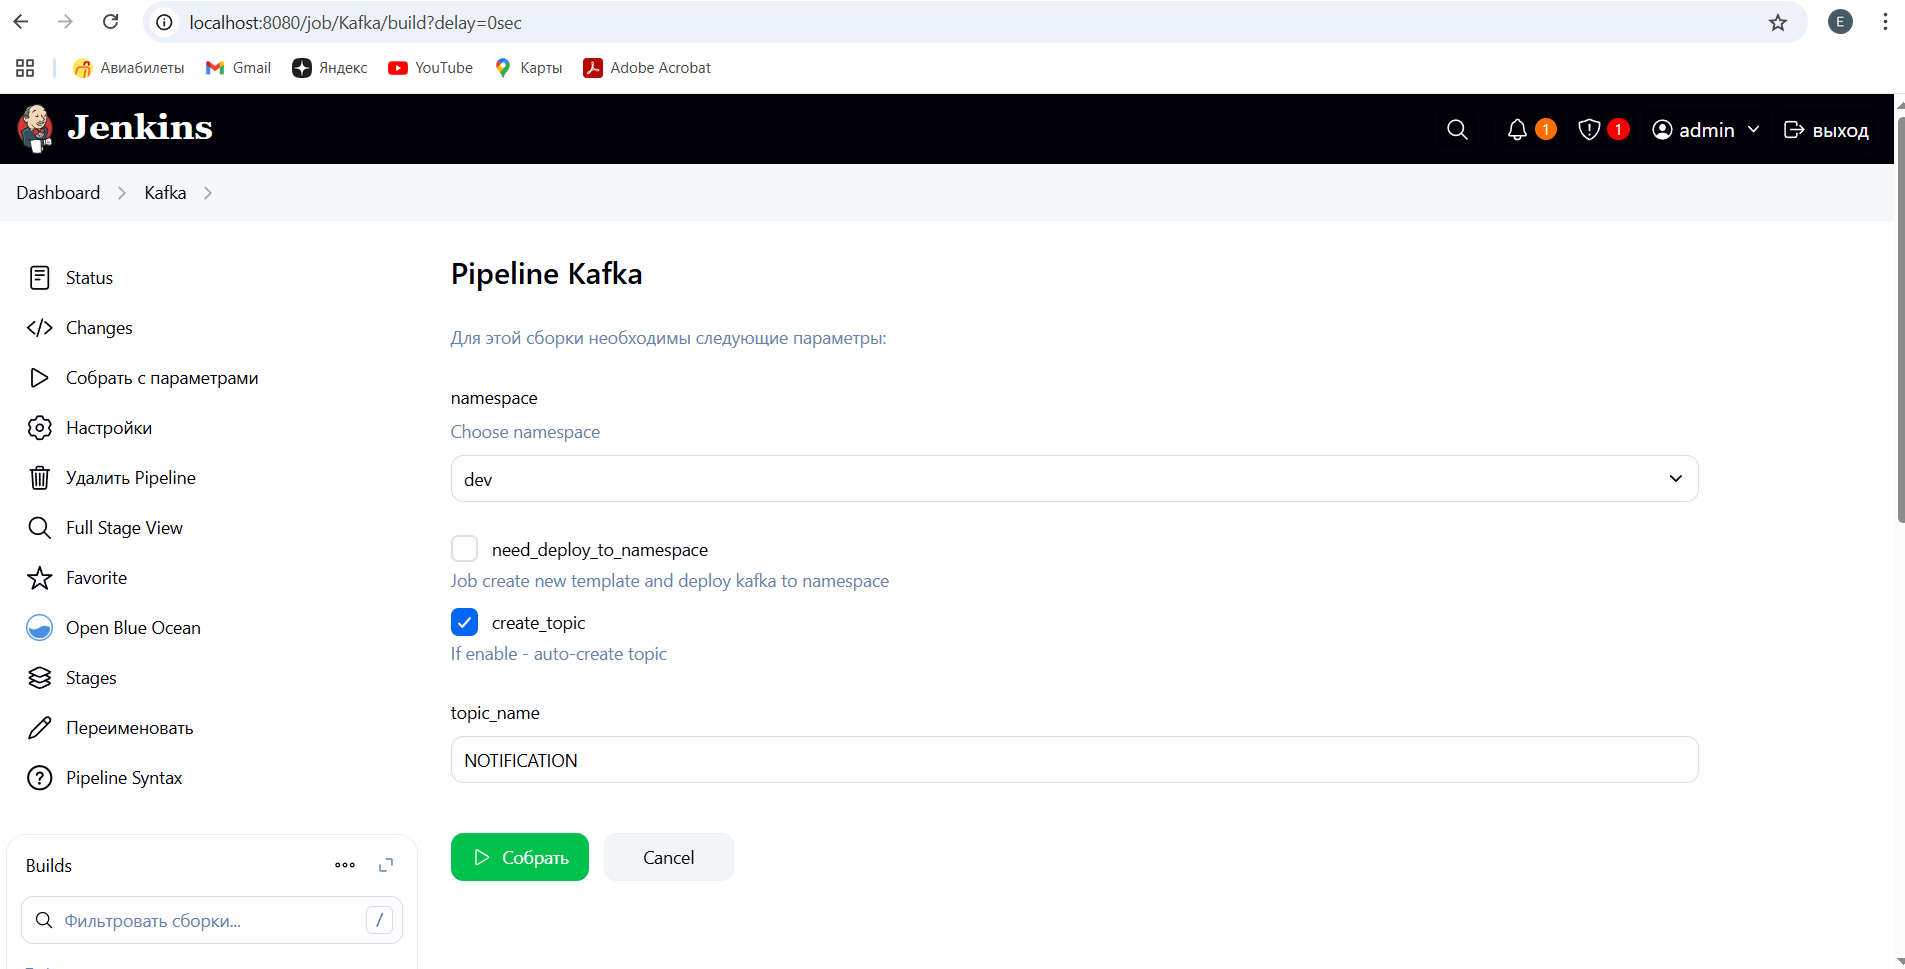 localhost:8080/job/Kafka/build?delay=0sec
E
Авиабилеты
Gmail
Яндекс
YouTube
Карты
Adobe Acrobat
Jenkins
1
1
admin
выход
Dashboard
Kafka
Status
Changes
Собрать с параметрами
Настройки
Удалить Pipeline
Full Stage View
Favorite
Open Blue Ocean
Stages
Переименовать
Pipeline Syntax
Builds
Фильтровать сборки...
/
Pipeline Kafka
Для этой сборки необходимы следующие параметры:
namespace
Choose namespace
dev
need_deploy_to_namespace
Job create new template and deploy kafka to namespace
create_topic
If enable - auto-create topic
topic_name
NOTIFICATION
Собрать
Cancel